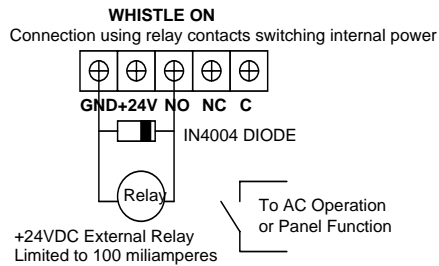 WHISTLE ON
Connection using relay contacts switching internal power
GND+24V NO NC C
IN4004 DIODE
Relay
To AC Operation
or Panel Function
+24VDC External Relay
Limited to 100 miliamperes